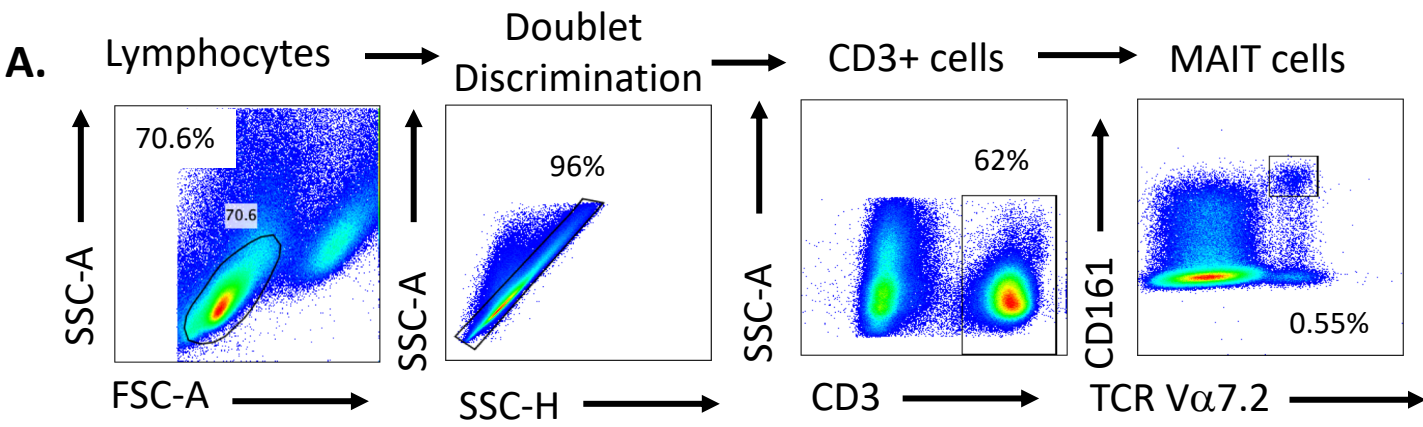 A.
Lymphocytes
Doublet
Discrimination
CD3+ cells
MAIT cells
SSC-A
70.6%
70.6
FSC-A
SSC-A
96%
SSC-H
SSC-A
62%
CD3
CD161
0.55%
TCR Vα7.2